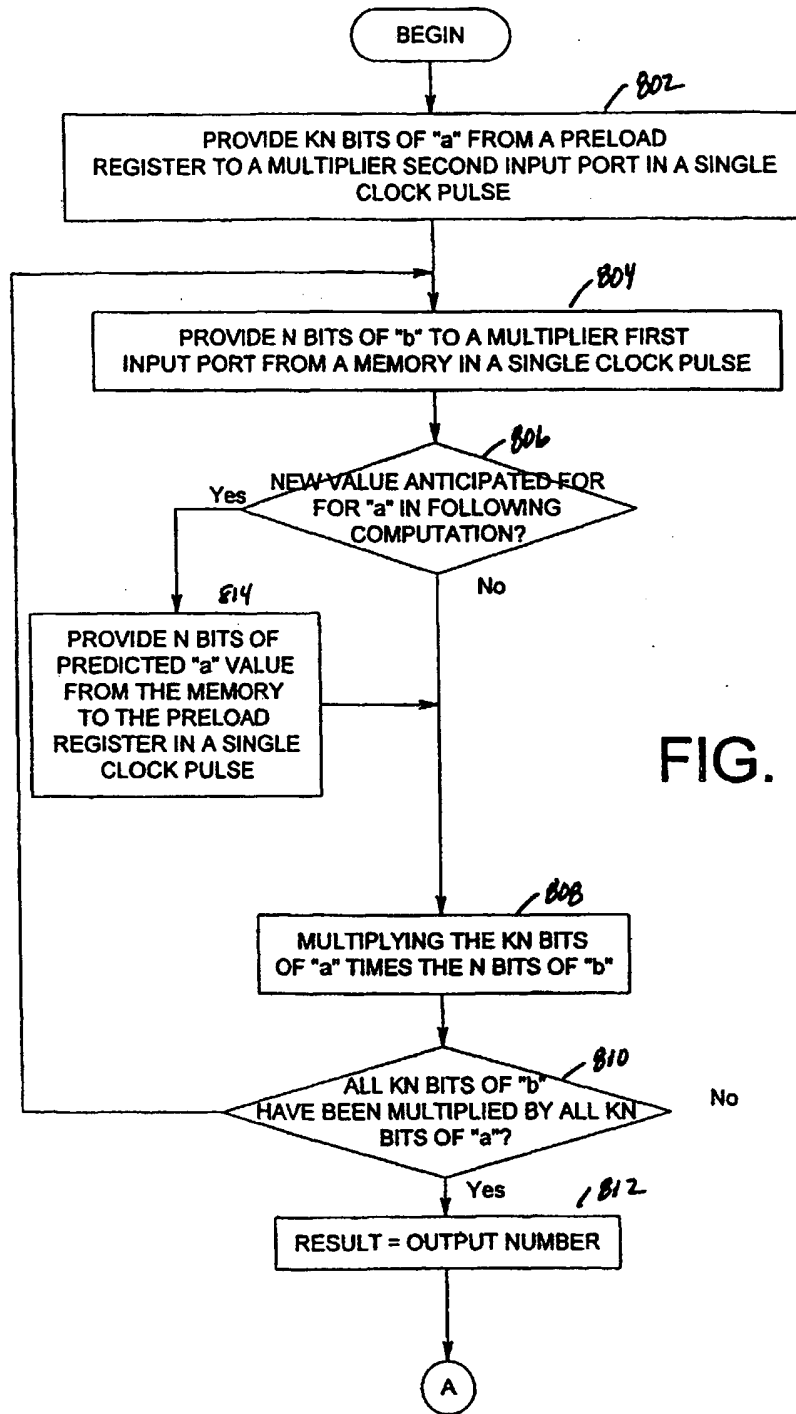 BEGIN
802
PROVIDE KN BITS OF "a" FROM A PRELOAD
REGISTER TO A MULTIPLIER SECOND INPUT PORT IN A SINGLE
CLOCK PULSE
804
PROVIDE N BITS OF "b" TO A MULTIPLIER FIRST
INPUT PORT FROM A MEMORY IN A SINGLE CLOCK PULSE
806
NEW VALUE ANTICIPATED FOR
FOR "a" IN FOLLOWING
COMPUTATION?
Yes
No
814
PROVIDE N BITS OF
PREDICTED "a" VALUE
FROM THE MEMORY
TO THE PRELOAD
REGISTER IN A SINGLE
CLOCK PULSE
FIG.
808
MULTIPLYING THE KN BITS
OF "a" TIMES THE N BITS OF "b"
810
ALL KN BITS OF "b"
HAVE BEEN MULTIPLIED BY ALL KN
BITS OF "a"?
No
Yes
812
RESULT = OUTPUT NUMBER
A